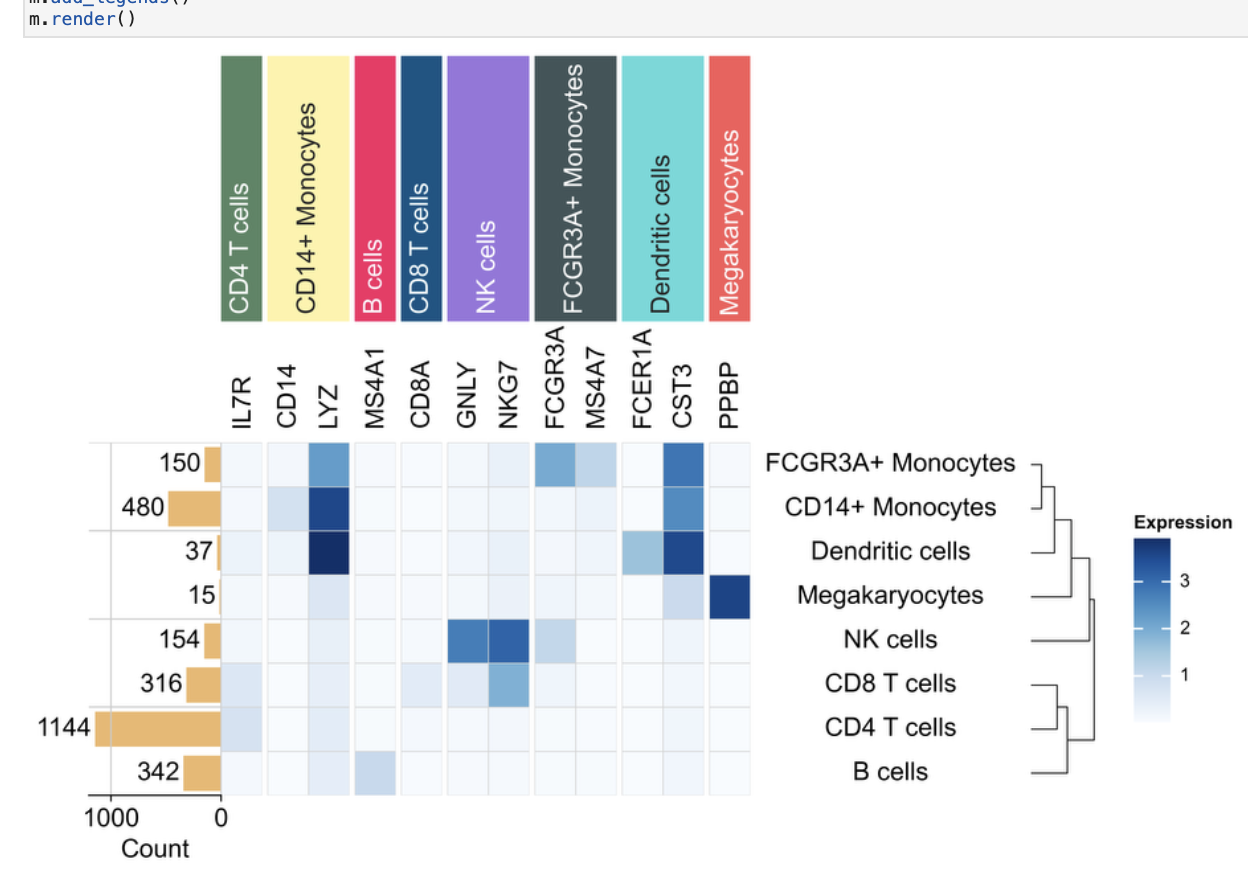 m.add_legends()
m.render()
CD4 T cells
CD14+ Monocytes
B cells
CD8 T cells
NK cells
FCGR3A+ Monocytes
Dendritic cells
Megakaryocytes
IL7R
CD14
LYZ
MS4A1
CD8A
GNLY
NKG7
FCGR3A
MS4A7
FCER1A
CST3
PPBP
150 FCGR3A+ Monocytes
480 CD14+ Monocytes
37 Dendritic cells
15 Megakaryocytes
154 NK cells
316 CD8 T cells
1144 CD4 T cells
342 B cells
1000 0
Count
Expression
3
2
1